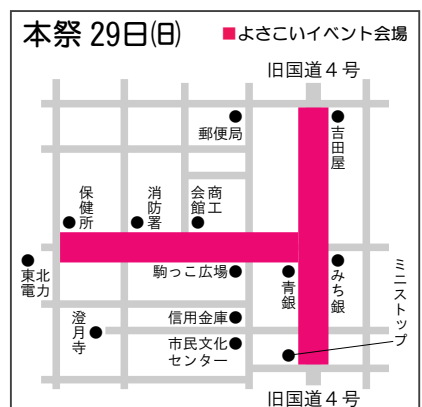 本祭 29日㈰
■よさこいイベント会場
旧国道4号
郵便局
吉田屋
保健所
消防署
商工
会館
東北
電力
駒っこ広場
青銀
みち銀
ミニストップ
澄月寺
信用金庫
市民文化
センター
旧国道4号